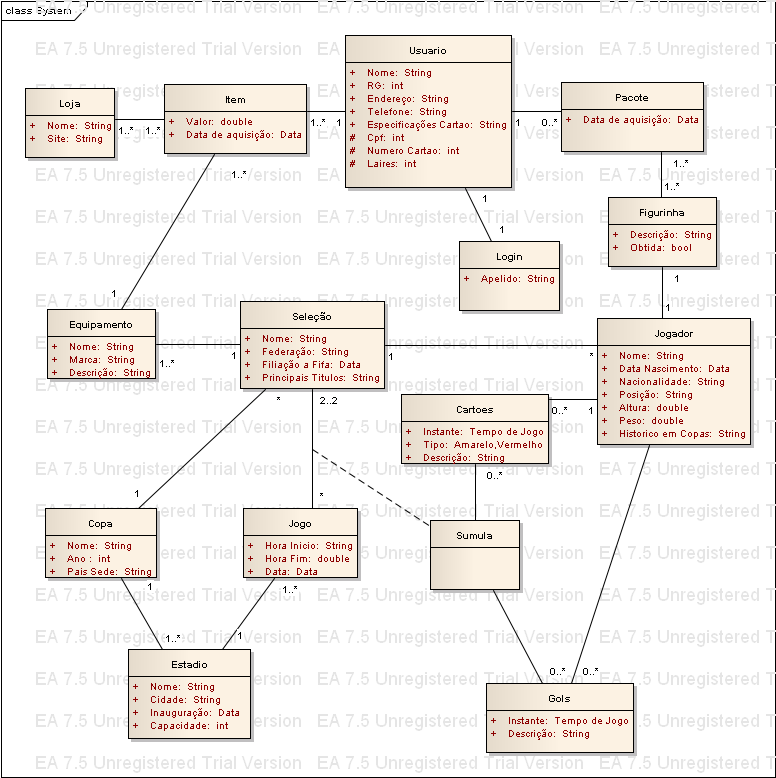 class System
EA 7.5 Unregistered Trial Version
Usuario
+ Nome: String
+ RG: int
+ Endereço: String
+ Telefone: String
+ Especificações Cartao: String
# Cpf: int
# Numero Cartao: int
# Laires: int
Loja
+ Nome: String
+ Site: String
1..*
1..*
Item
+ Valor: double
+ Data de aquisição: Data
1..*
1
1
0..*
Pacote
+ Data de aquisição: Data
1..*
1..*
1..*
1
1
1
Figurinha
+ Descrição: String
+ Obtida: bool
Login
+ Apelido: String
1
1
Equipamento
+ Nome: String
+ Marca: String
+ Descrição: String
1..*
1
Seleção
+ Nome: String
+ Federação: String
+ Filiação a Fifa: Data
+ Principais Titulos: String
1
*
Jogador
+ Nome: String
+ Data Nascimento: Data
+ Nacionalidade: String
+ Posição: String
+ Altura: double
+ Peso: double
+ Historico em Copas: String
*
2..2
Cartoes
+ Instante: Tempo de Jogo
+ Tipo: Amarelo,Vermelho
+ Descrição: String
0..*
1
0..*
1
*
Copa
+ Nome: String
+ Ano : int
+ Pais Sede: String
Jogo
+ Hora Inicio: String
+ Hora Fim: double
+ Data: Data
Sumula
1
1..*
1..*
1
Estadio
+ Nome: String
+ Cidade: String
+ Inauguração: Data
+ Capacidade: int
0..*
0..*
Gols
+ Instante: Tempo de Jogo
+ Descrição: String